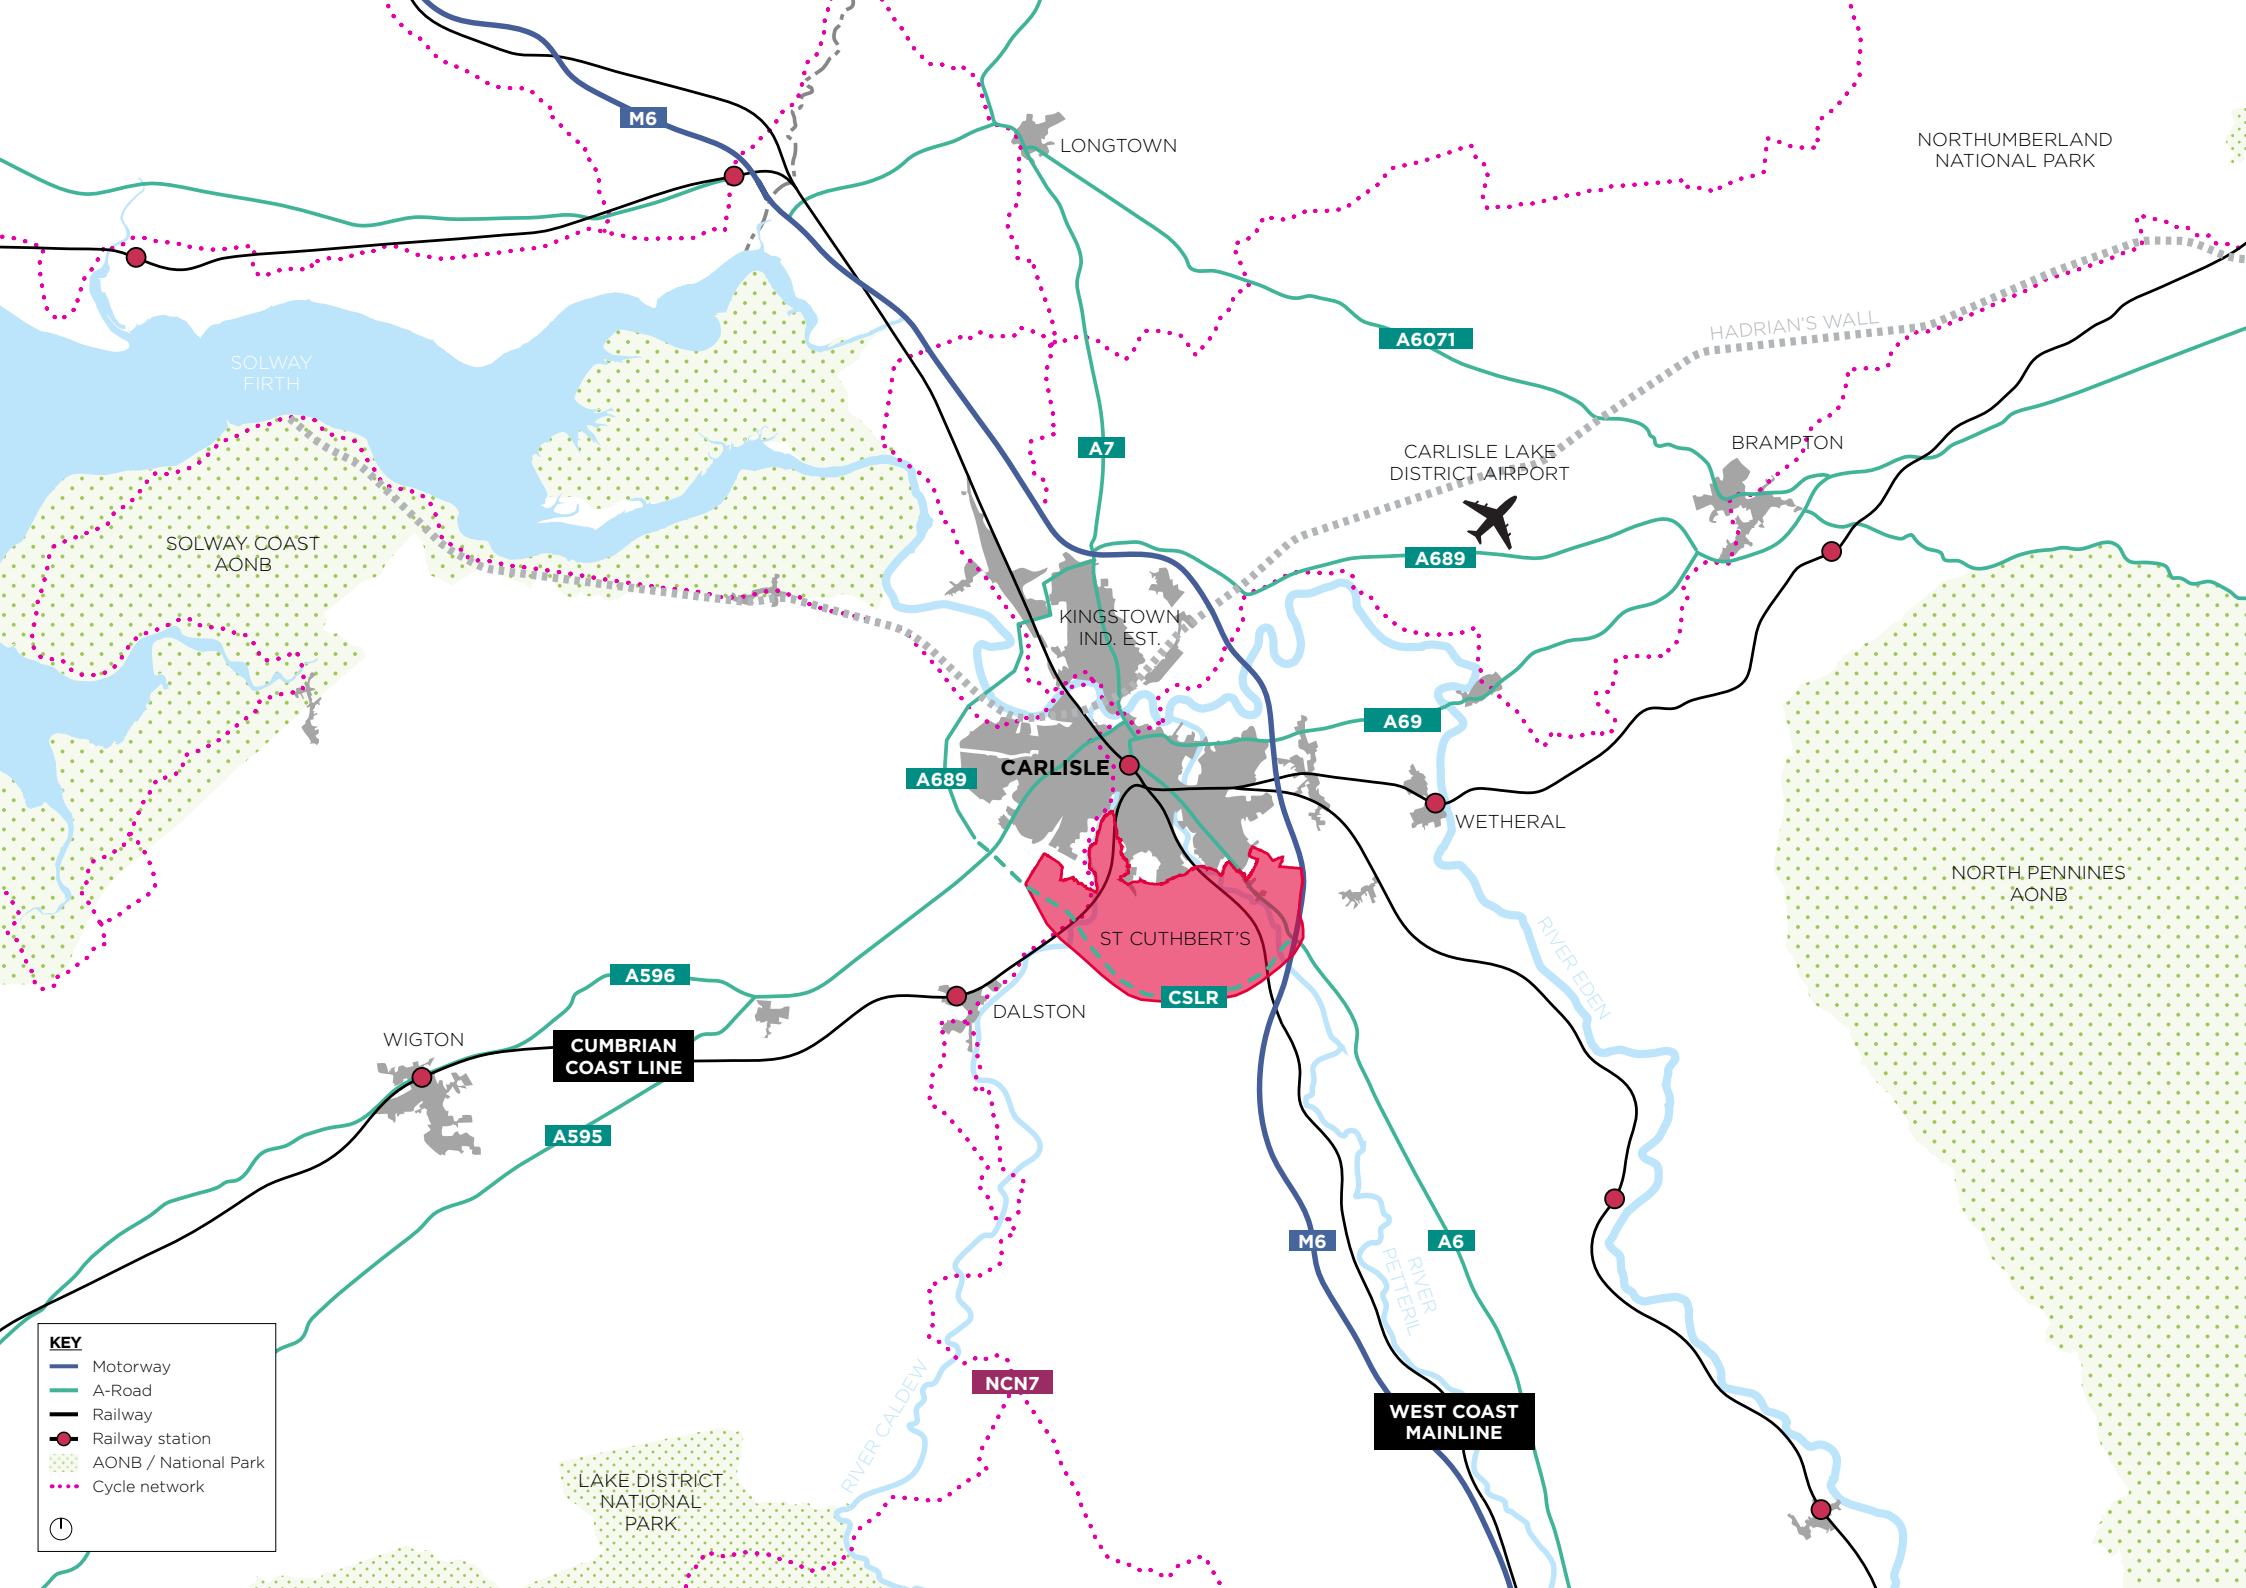 M6
LONGTOWN
NORTHUMBERLAND
NATIONAL PARK
HADRIAN'S WALL
A6071
SOLWAY
FIRTH
A7
CARLISLE LAKE
DISTRICT AIRPORT
BRAMPTON
SOLWAY COAST
AONB
A689
KINGSTOWN
IND. EST.
A69
CARLISLE
A689
WETHERAL
NORTH PENNINES
AONB
ST CUTHBERT'S
RIVER EDEN
A596
CSLR
DALSTON
WIGTON
CUMBRIAN
COAST LINE
A595
M6
A6
RIVER
PETTERIL
KEY
Motorway
A-Road
Railway
Railway station
AONB / National Park
Cycle network
NCN7
RIVER CALDEW
WEST COAST
MAINLINE
LAKE DISTRICT
NATIONAL
PARK